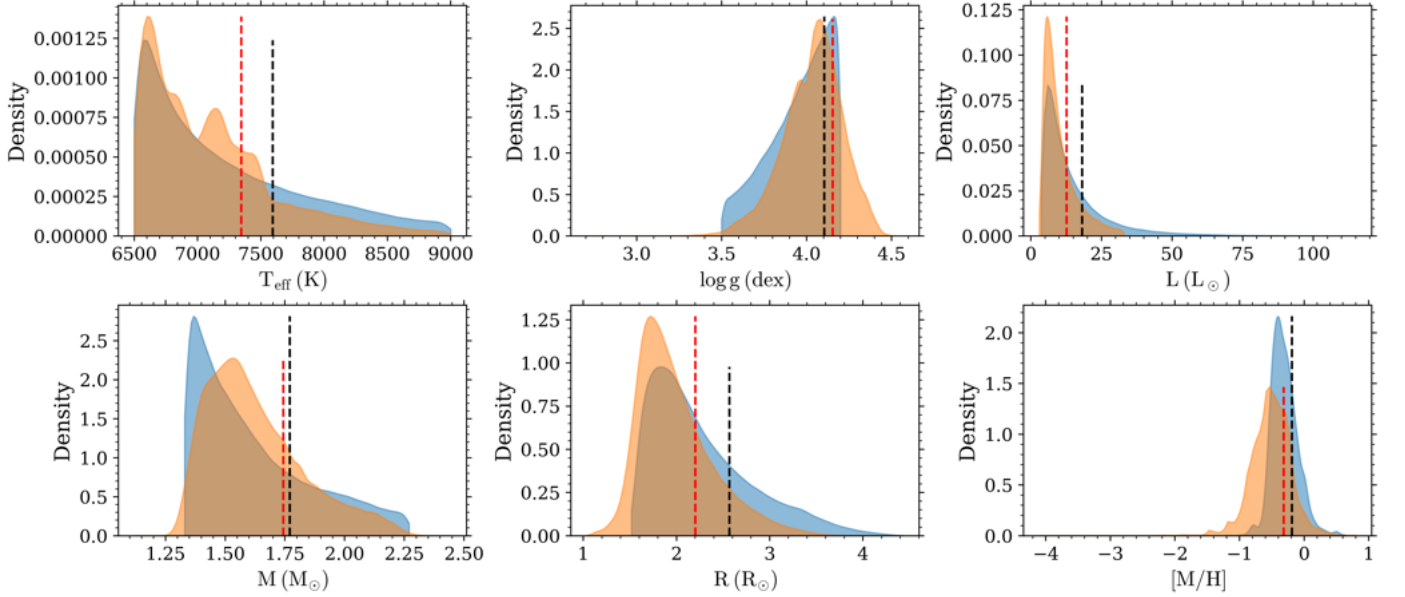 Density
0.00125
0.00100
0.00075
0.00050
0.00025
0.00000
6500 7000 7500 8000 8500 9000
T_eff (K)
Density
2.5
2.0
1.5
1.0
0.5
0.0
3.0 3.5 4.0 4.5
log g (dex)
Density
0.125
0.100
0.075
0.050
0.025
0.000
0 25 50 75 100
L (L_⊙)
Density
2.5
2.0
1.5
1.0
0.5
0.0
1.25 1.50 1.75 2.00 2.25 2.50
M (M_⊙)
Density
1.25
1.00
0.75
0.50
0.25
0.00
1 2 3 4
R (R_⊙)
Density
2.0
1.5
1.0
0.5
0.0
−4 −3 −2 −1 0 1
[M/H]